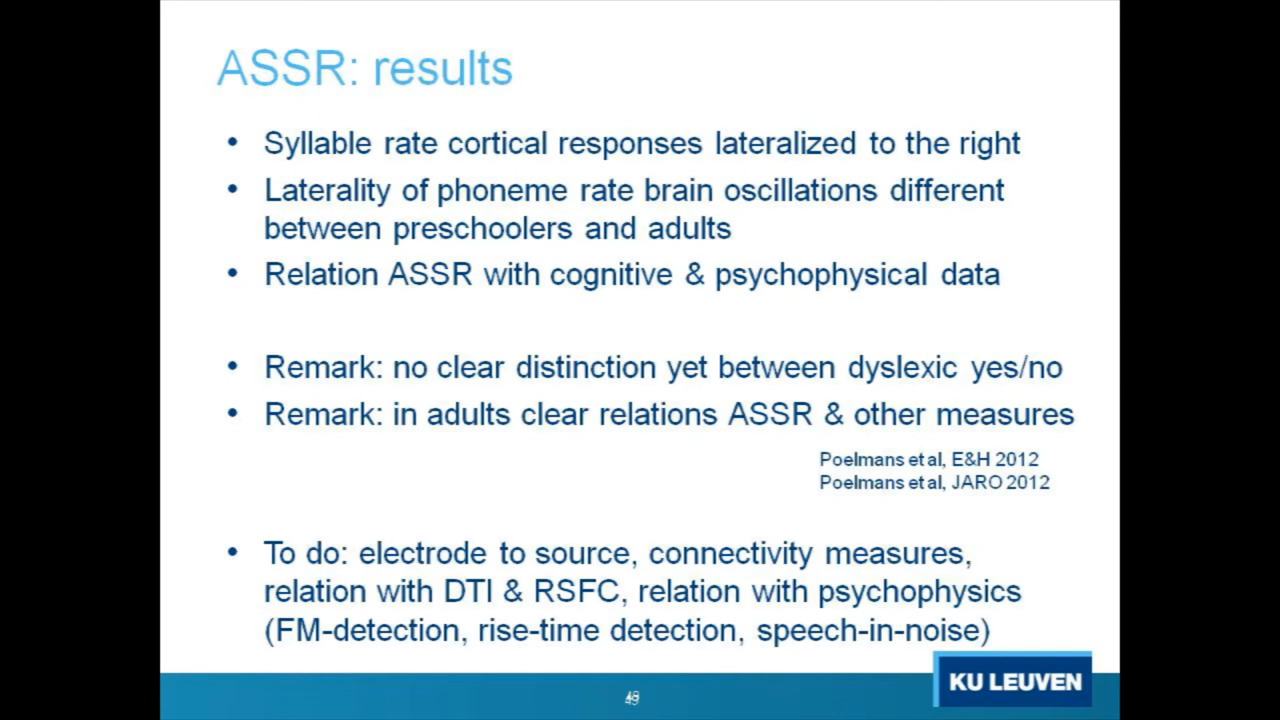 ASSR: results
• Syllable rate cortical responses lateralized to the right
• Laterality of phoneme rate brain oscillations different
between preschoolers and adults
• Relation ASSR with cognitive & psychophysical data
• Remark: no clear distinction yet between dyslexic yes/no
• Remark: in adults clear relations ASSR & other measures
Poelmans et al, E&H 2012
Poelmans et al, JARO 2012
• To do: electrode to source, connectivity measures,
relation with DTI & RSFC, relation with psychophysics
(FM-detection, rise-time detection, speech-in-noise)
KU LEUVEN